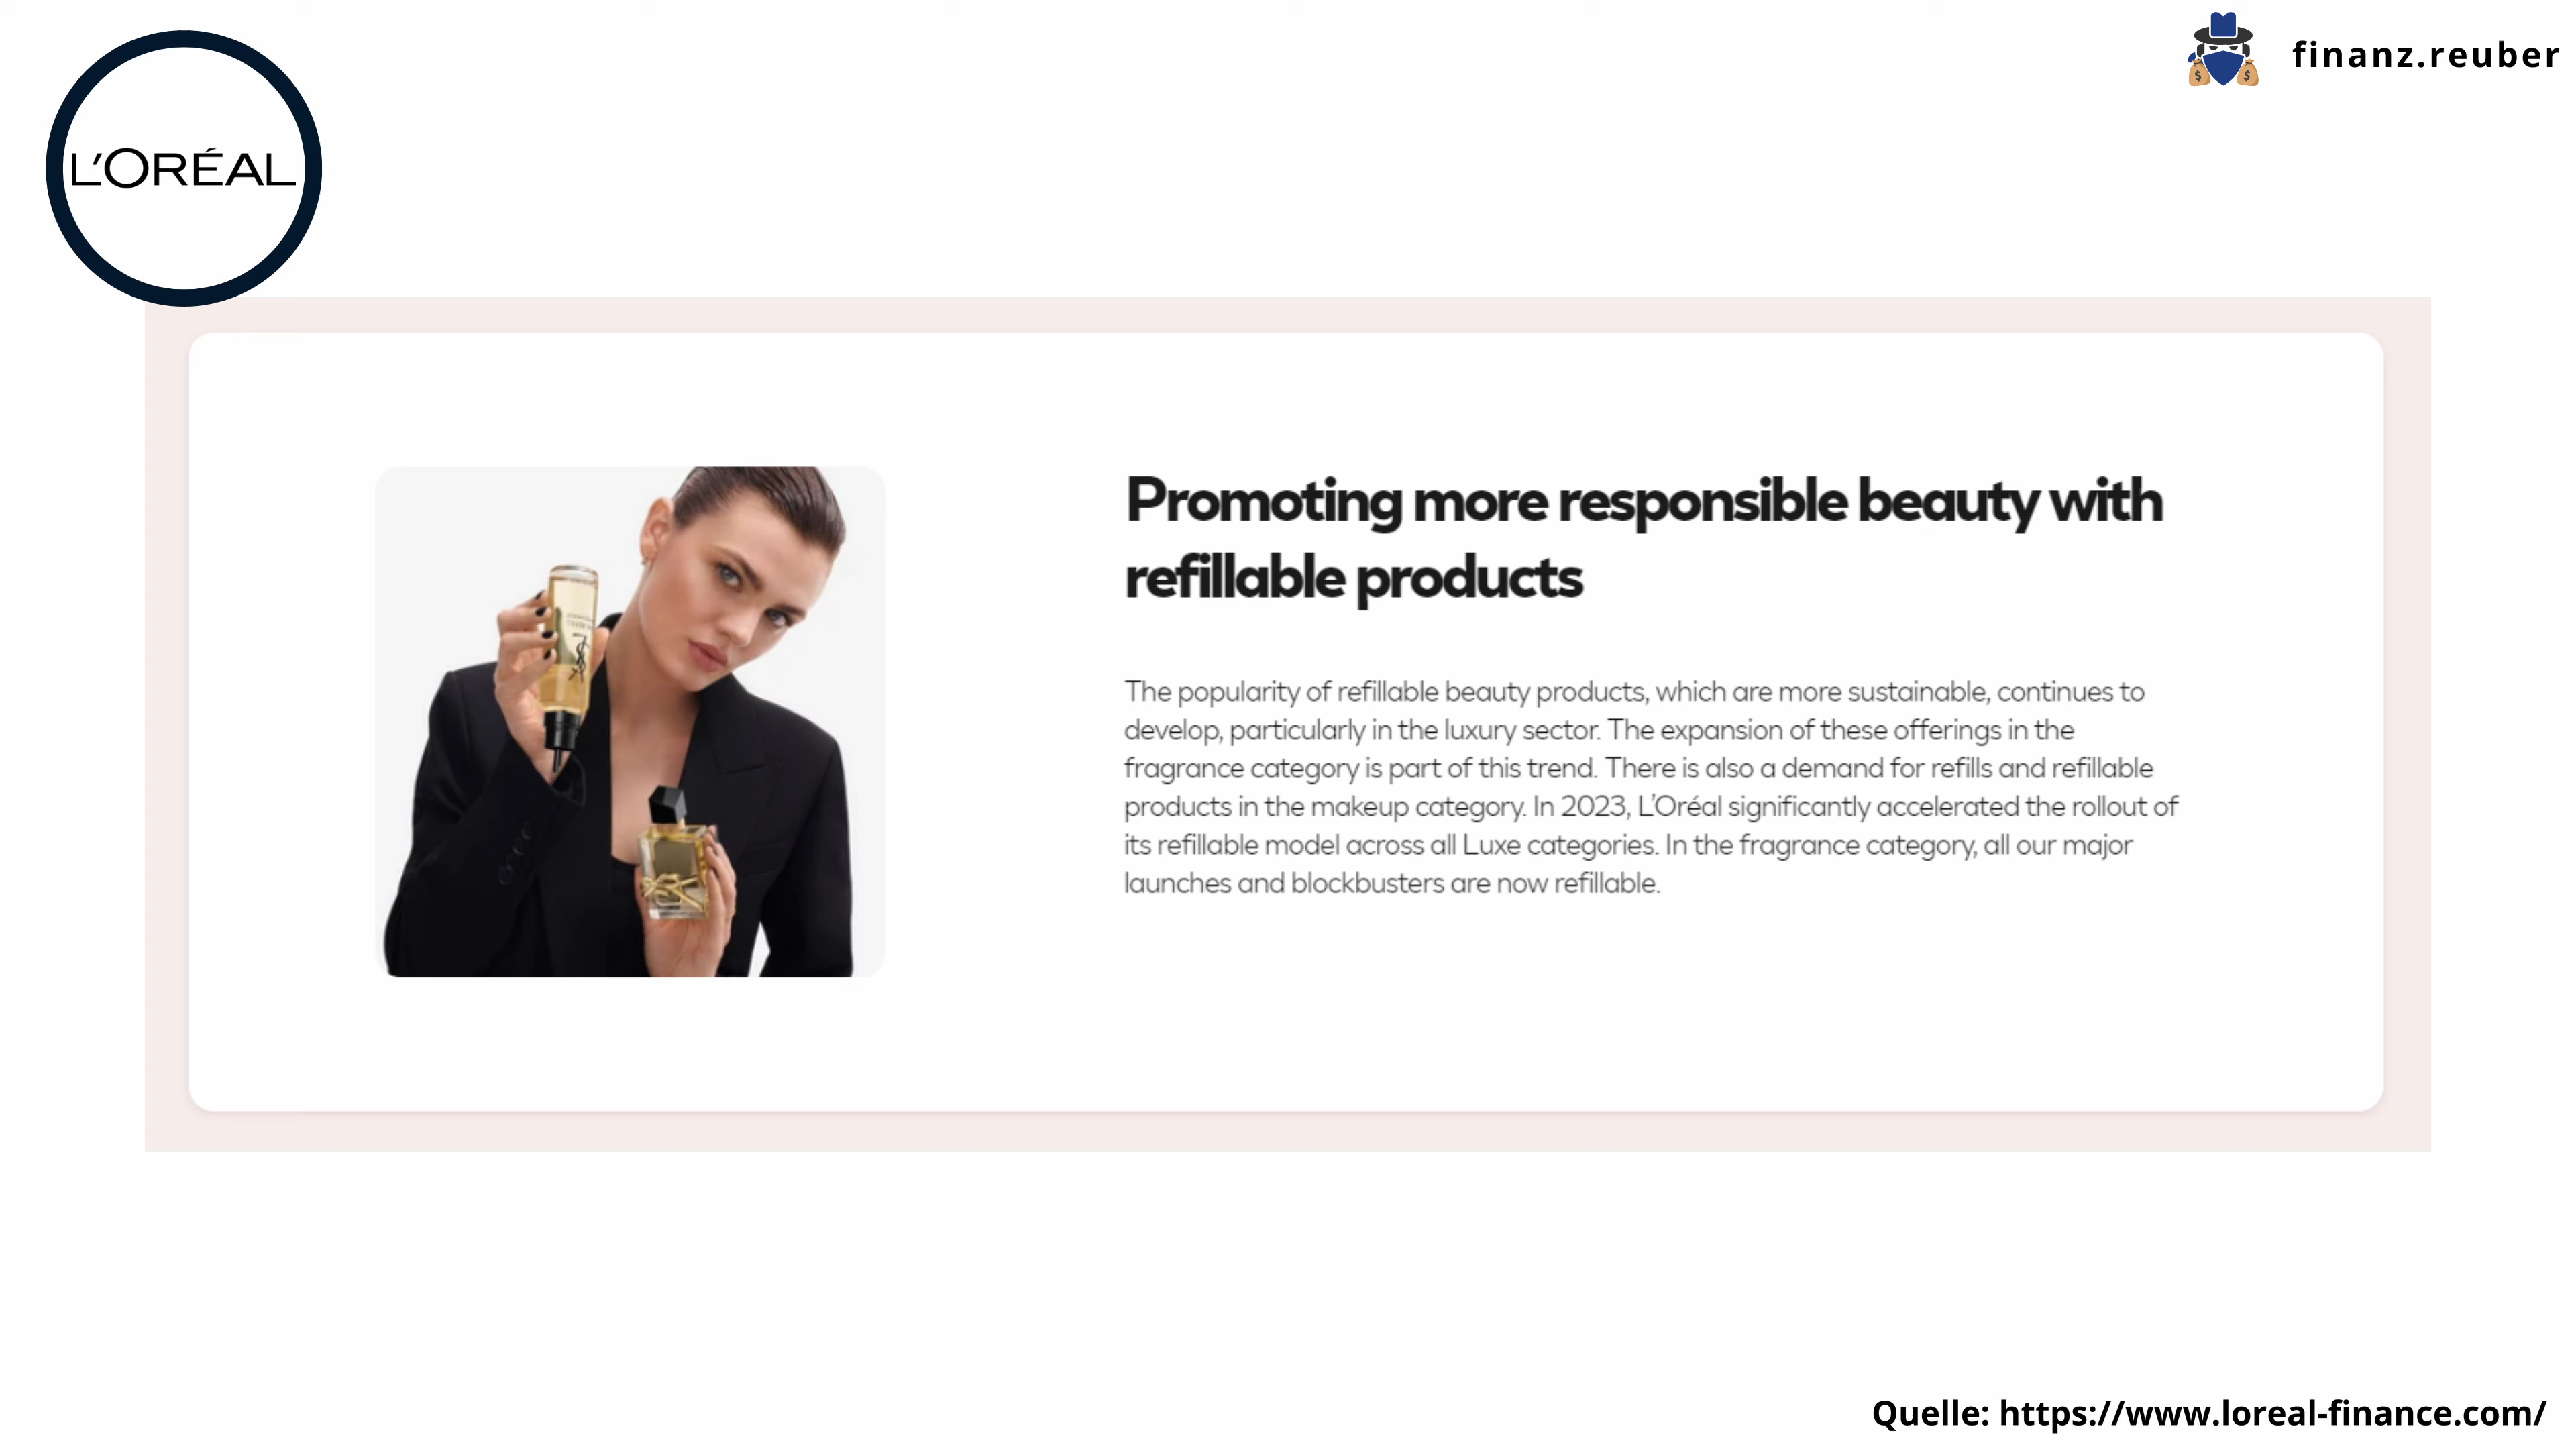 L'ORÉAL
finanz.reuber
Promoting more responsible beauty with
refillable products
The popularity of refillable beauty products, which are more sustainable, continues to
develop, particularly in the luxury sector. The expansion of these offerings in the
fragrance category is part of this trend. There is also a demand for refills and refillable
products in the makeup category. In 2023, L'Oréal significantly accelerated the rollout of
its refillable model across all Luxe categories. In the fragrance category, all our major
launches and blockbusters are now refillable.
YSL
$ $
Quelle: https://www.loreal-finance.com/